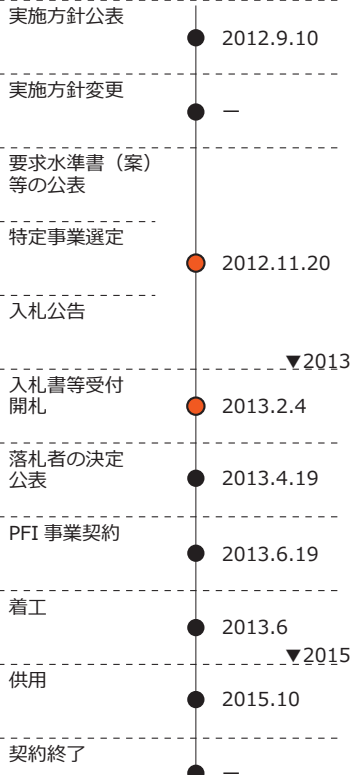 実施方針公表
2012.9.10
実施方針変更
ー
要求水準書（案）
等の公表
特定事業選定
2012.11.20
入札公告
▼2013
入札書等受付
開札
2013.2.4
落札者の決定
公表
2013.4.19
PFI 事業契約
2013.6.19
着工
2013.6
▼2015
供用
2015.10
契約終了
ー